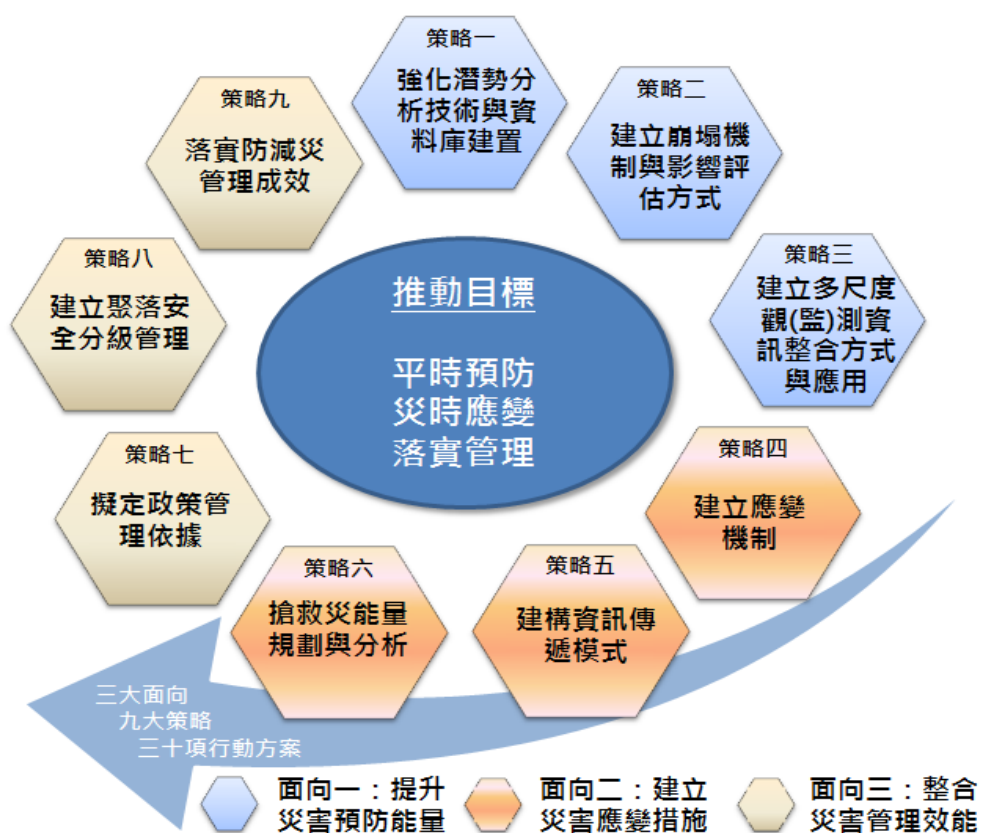 策略一
強化潛勢分
析技術與資
料庫建置
策略二
建立崩塌機
制與影響評
估方式
策略三
建立多尺度
觀(監)測資
訊整合方式
與應用
策略四
建立應變
機制
策略五
建構資訊傳
遞模式
策略六
搶救災能量
規劃與分析
策略七
擬定政策管
理依據
策略八
建立聚落安
全分級管理
策略九
落實防減災
管理成效
推動目標
平時預防
災時應變
落實管理
三大面向
九大策略
三十項行動方案
面向一：提升
災害預防能量
面向二：建立
災害應變措施
面向三：整合
災害管理效能